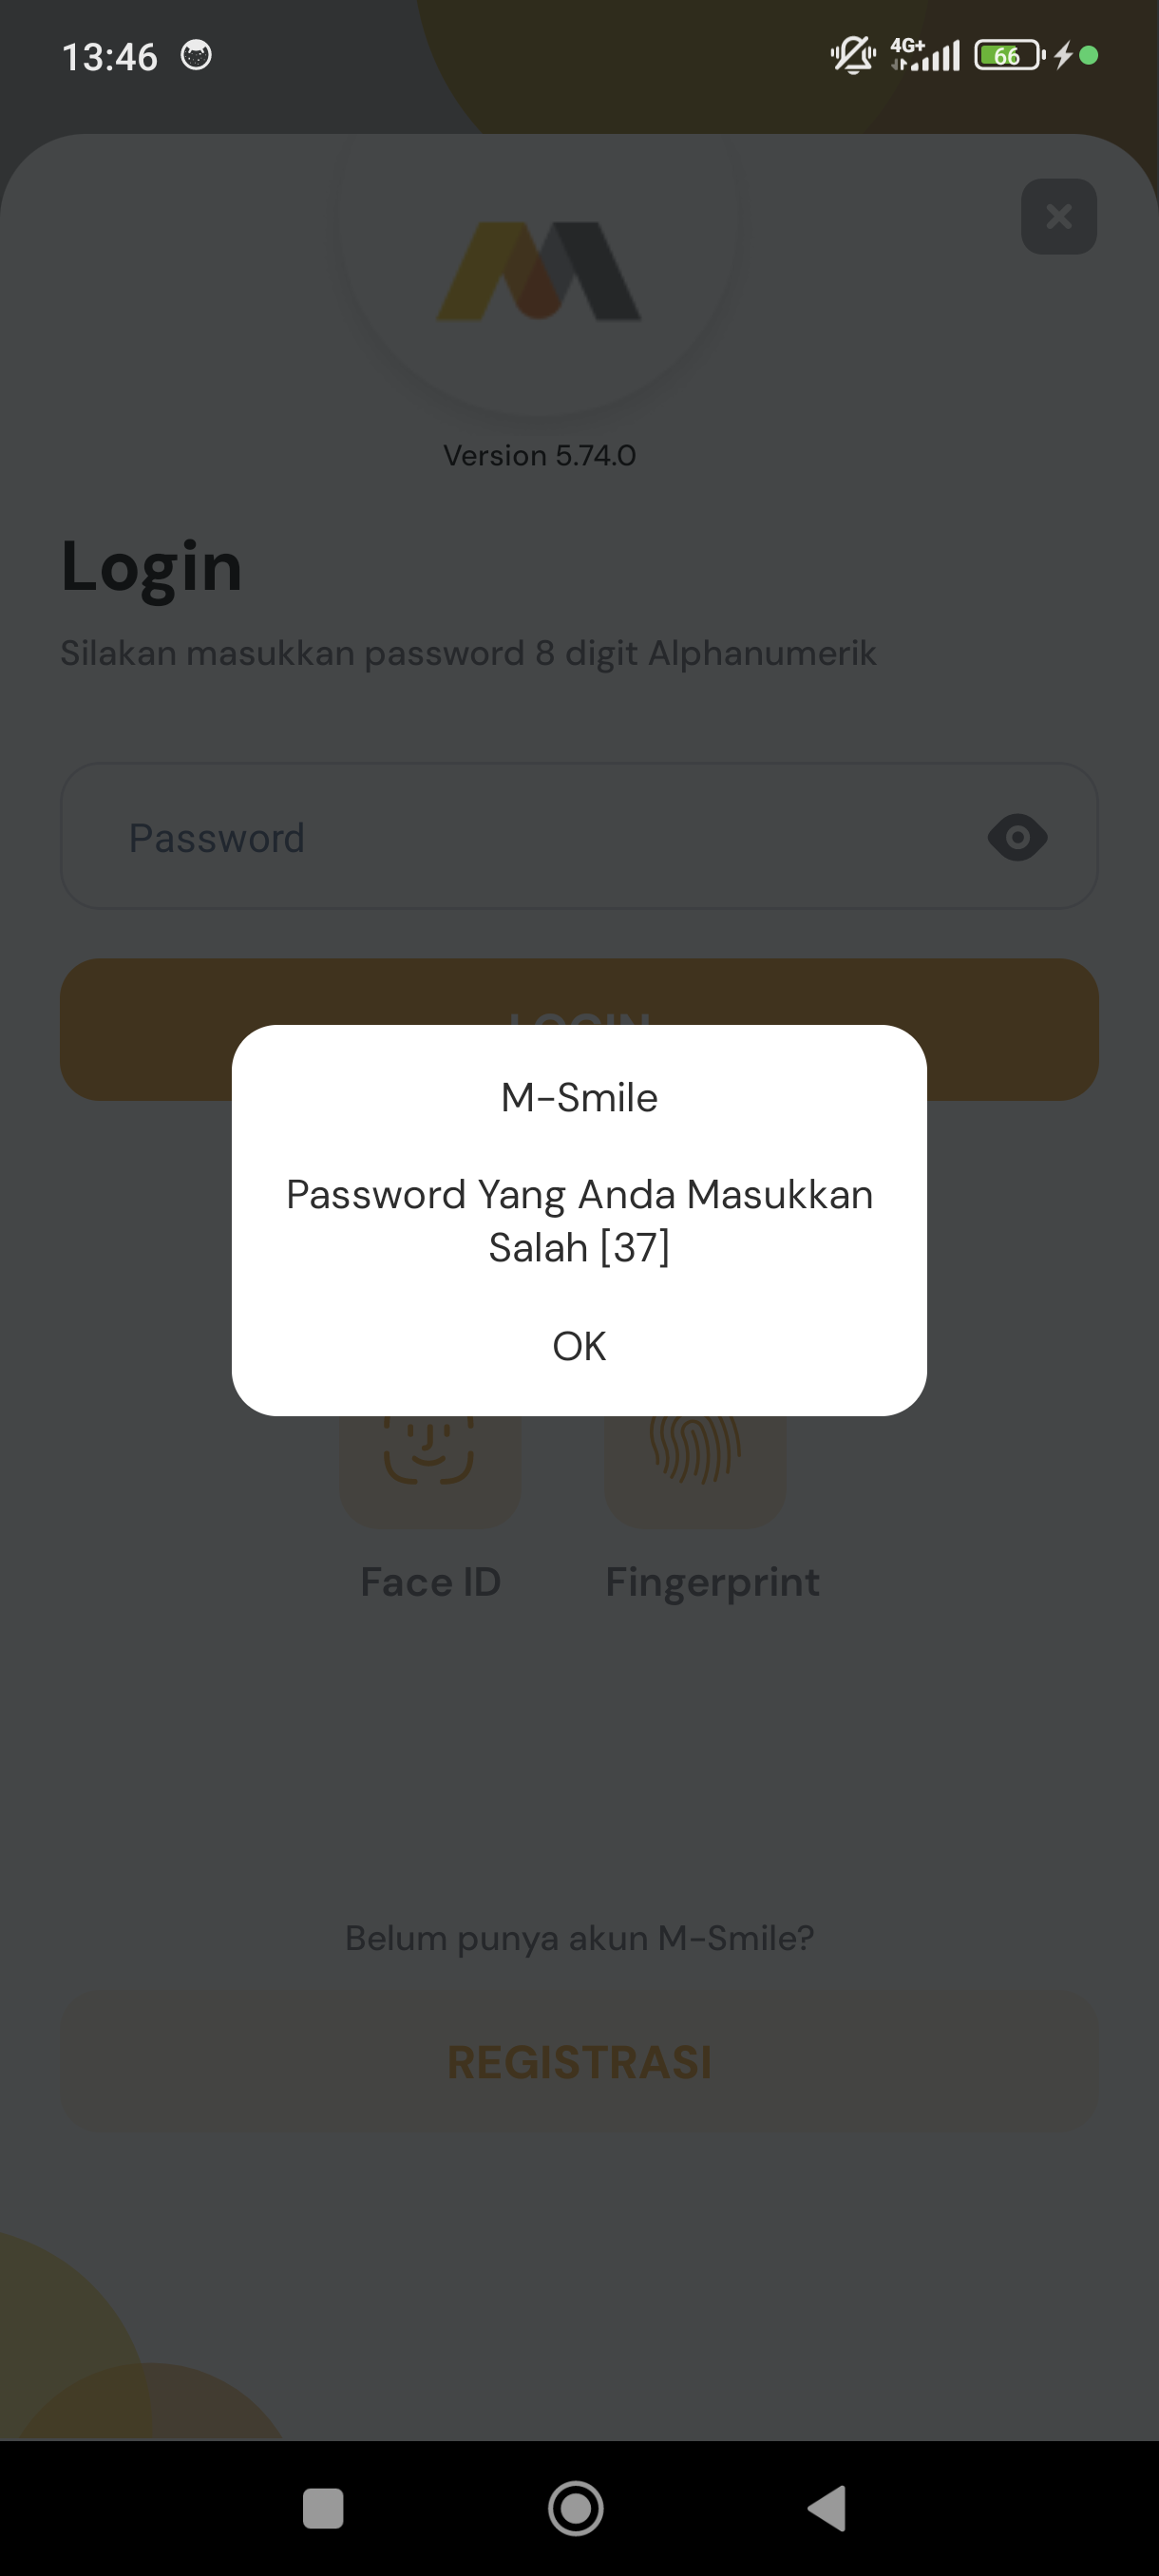 13:46
4G+
66
Version 5.74.0
Login
Silakan masukkan password 8 digit Alphanumerik
Password
LOGIN
M-Smile
Password Yang Anda Masukkan
Salah [37]
OK
Face ID
Fingerprint
Belum punya akun M-Smile?
REGISTRASI